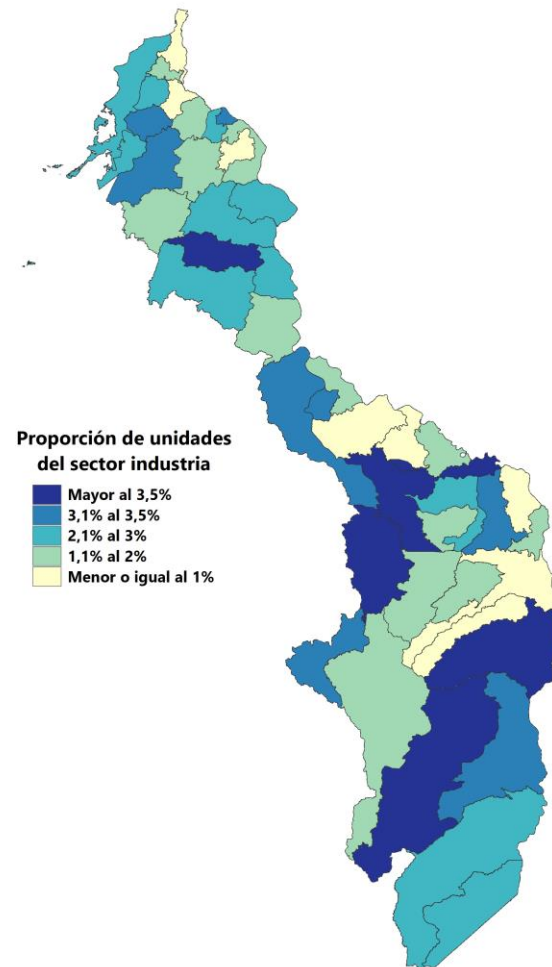 Proporción de unidades
del sector industria
Mayor al 3,5%
3,1% al 3,5%
2,1% al 3%
1,1% al 2%
Menor o igual al 1%